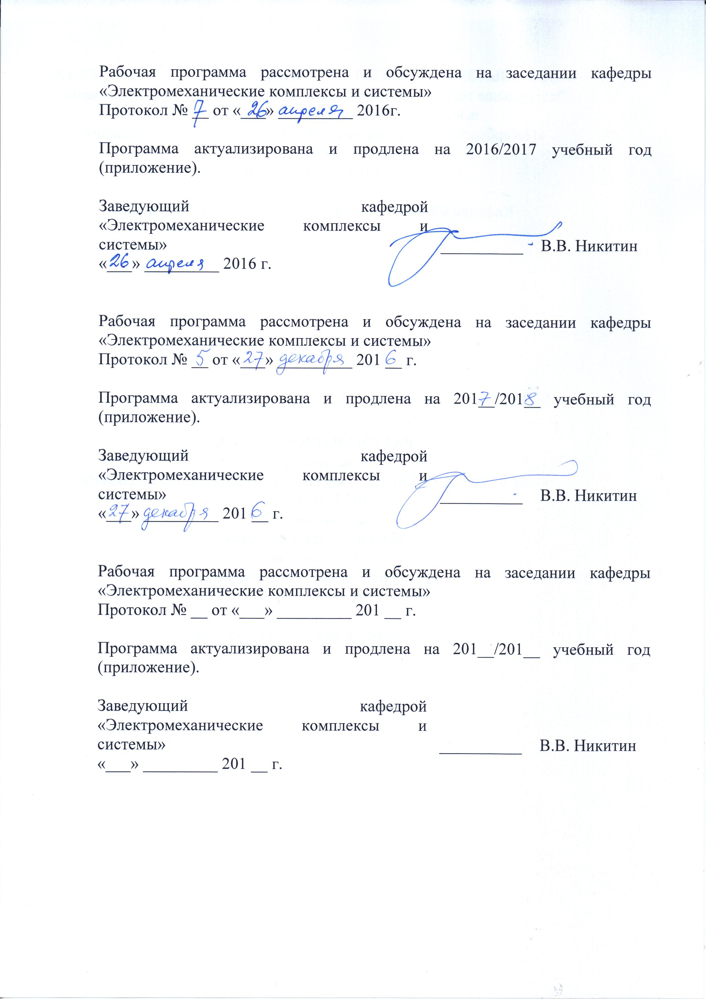 Рабочая программа рассмотрена и обсуждена на заседании кафедры
«Электромеханические комплексы и системы»
Протокол № 7 от «26» апреля 2016г.
Программа актуализирована и продлена на 2016/2017 учебный год
(приложение).
Заведующий кафедрой
«Электромеханические комплексы и
системы» __________ В.В. Никитин
«26» апреля 2016 г.
Рабочая программа рассмотрена и обсуждена на заседании кафедры
«Электромеханические комплексы и системы»
Протокол № 5 от «27» декабря 201 6 г.
Программа актуализирована и продлена на 2017/2018 учебный год
(приложение).
Заведующий кафедрой
«Электромеханические комплексы и
системы» __________ В.В. Никитин
«27» декабря 201 6 г.
Рабочая программа рассмотрена и обсуждена на заседании кафедры
«Электромеханические комплексы и системы»
Протокол № __ от «___» _________ 201 __ г.
Программа актуализирована и продлена на 201__/201__ учебный год
(приложение).
Заведующий кафедрой
«Электромеханические комплексы и
системы» __________ В.В. Никитин
«___» _________ 201 __ г.